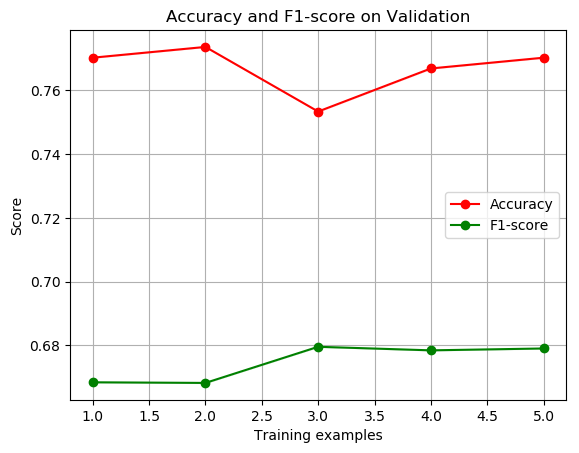 Accuracy and F1-score on Validation
0.76
0.74
0.72
0.70
0.68
Score
Accuracy
F1-score
1.0 1.5 2.0 2.5 3.0 3.5 4.0 4.5 5.0
Training examples